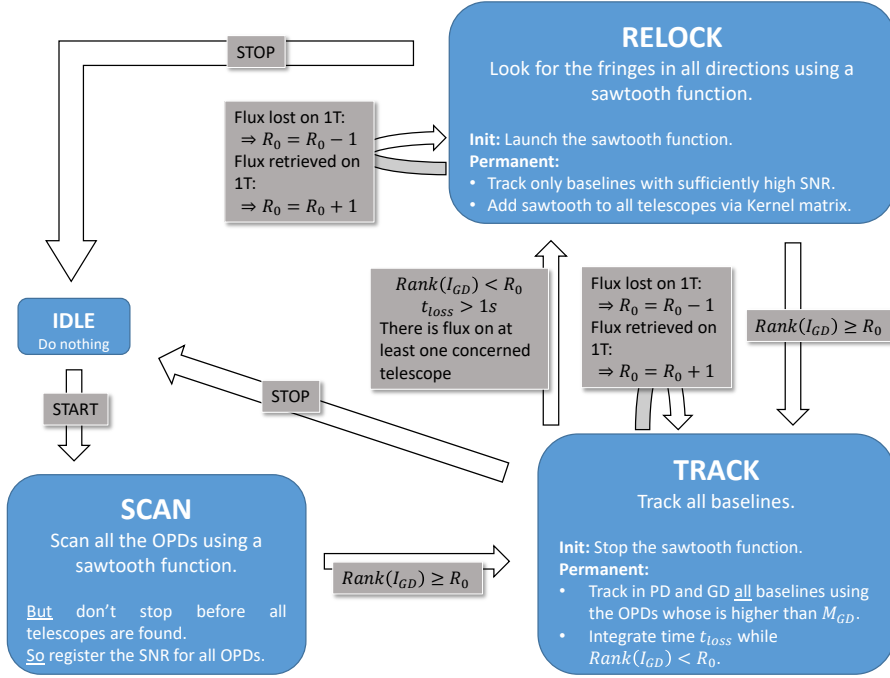 STOP
RELOCK
Look for the fringes in all directions using a
sawtooth function.
Init: Launch the sawtooth function.
Permanent:
• Track only baselines with sufficiently high SNR.
• Add sawtooth to all telescopes via Kernel matrix.
Flux lost on 1T:
⇒ R₀ = R₀ − 1
Flux retrieved on
1T:
⇒ R₀ = R₀ + 1
IDLE
Do nothing
START
Rank(I_GD) < R₀
t_loss > 1s
There is flux on at
least one concerned
telescope
Flux lost on 1T:
⇒ R₀ = R₀ − 1
Flux retrieved on
1T:
⇒ R₀ = R₀ + 1
Rank(I_GD) ≥ R₀
STOP
SCAN
Scan all the OPDs using a
sawtooth function.
But don't stop before all
telescopes are found.
So register the SNR for all OPDs.
Rank(I_GD) ≥ R₀
TRACK
Track all baselines.
Init: Stop the sawtooth function.
Permanent:
• Track in PD and GD all baselines using
the OPDs whose is higher than M_GD.
• Integrate time t_loss while
Rank(I_GD) < R₀.